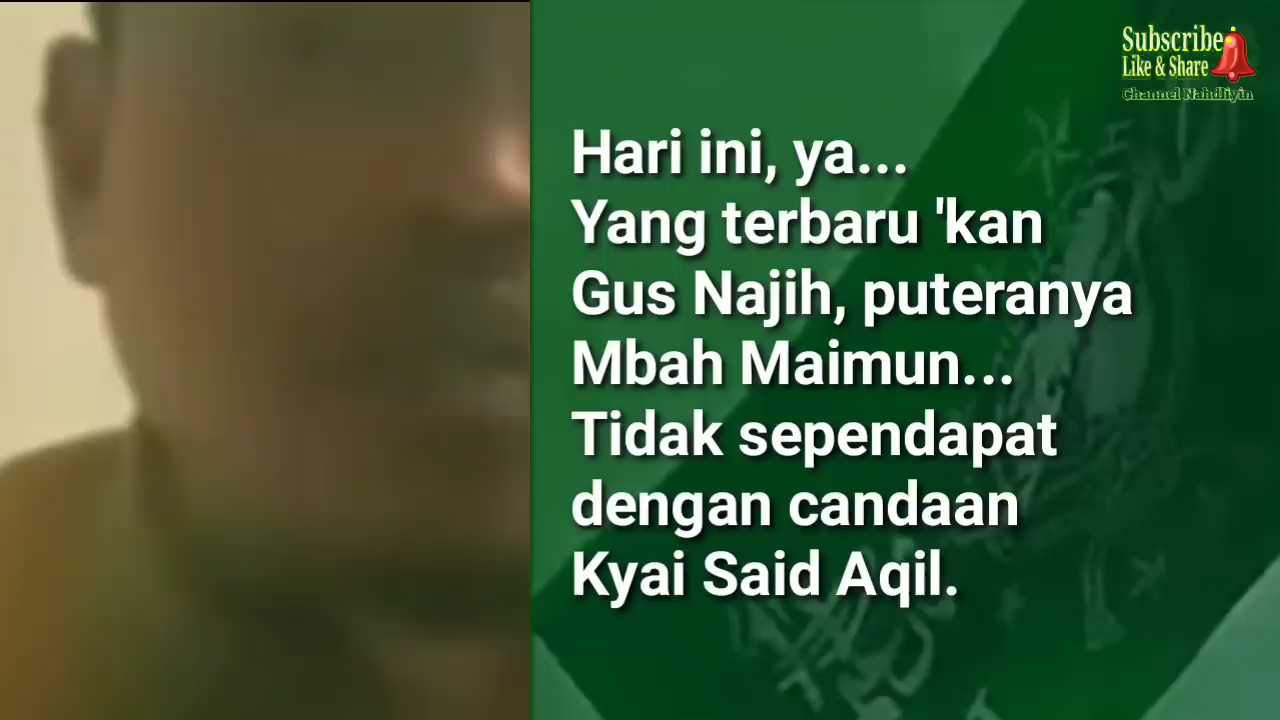 Subscribe
Like & Share
Channel Nahdliyin
Hari ini, ya...
Yang terbaru 'kan
Gus Najih, puteranya
Mbah Maimun...
Tidak sependapat
dengan candaan
Kyai Said Aqil.